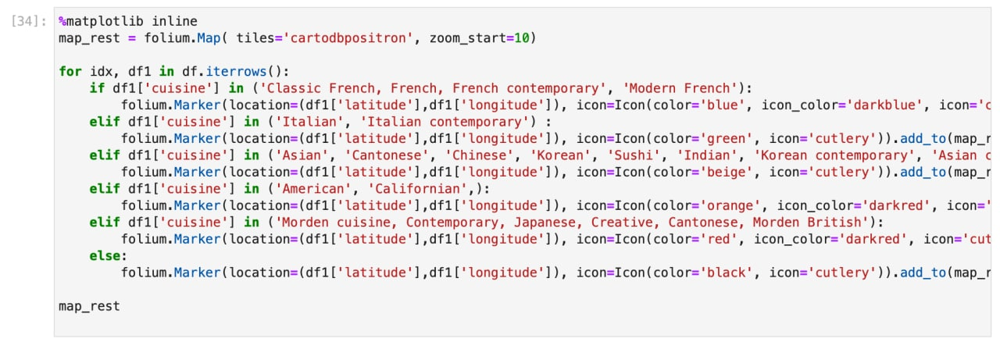 [34]: %matplotlib inline
map_rest = folium.Map( tiles='cartodbpositron', zoom_start=10)
for idx, df1 in df.iterrows():
    if df1['cuisine'] in ('Classic French, French, French contemporary', 'Modern French'):
        folium.Marker(location=(df1['latitude'],df1['longitude']), icon=Icon(color='blue', icon_color='darkblue', icon='c
    elif df1['cuisine'] in ('Italian', 'Italian contemporary') :
        folium.Marker(location=(df1['latitude'],df1['longitude']), icon=Icon(color='green', icon='cutlery')).add_to(map_r
    elif df1['cuisine'] in ('Asian', 'Cantonese', 'Chinese', 'Korean', 'Sushi', 'Indian', 'Korean contemporary', 'Asian c
        folium.Marker(location=(df1['latitude'],df1['longitude']), icon=Icon(color='beige', icon='cutlery')).add_to(map_r
    elif df1['cuisine'] in ('American', 'Californian',):
        folium.Marker(location=(df1['latitude'],df1['longitude']), icon=Icon(color='orange', icon_color='darkred', icon='
    elif df1['cuisine'] in ('Morden cuisine, Contemporary, Japanese, Creative, Cantonese, Morden British'):
        folium.Marker(location=(df1['latitude'],df1['longitude']), icon=Icon(color='red', icon_color='darkred', icon='cut
    else:
        folium.Marker(location=(df1['latitude'],df1['longitude']), icon=Icon(color='black', icon='cutlery')).add_to(map_r
map_rest